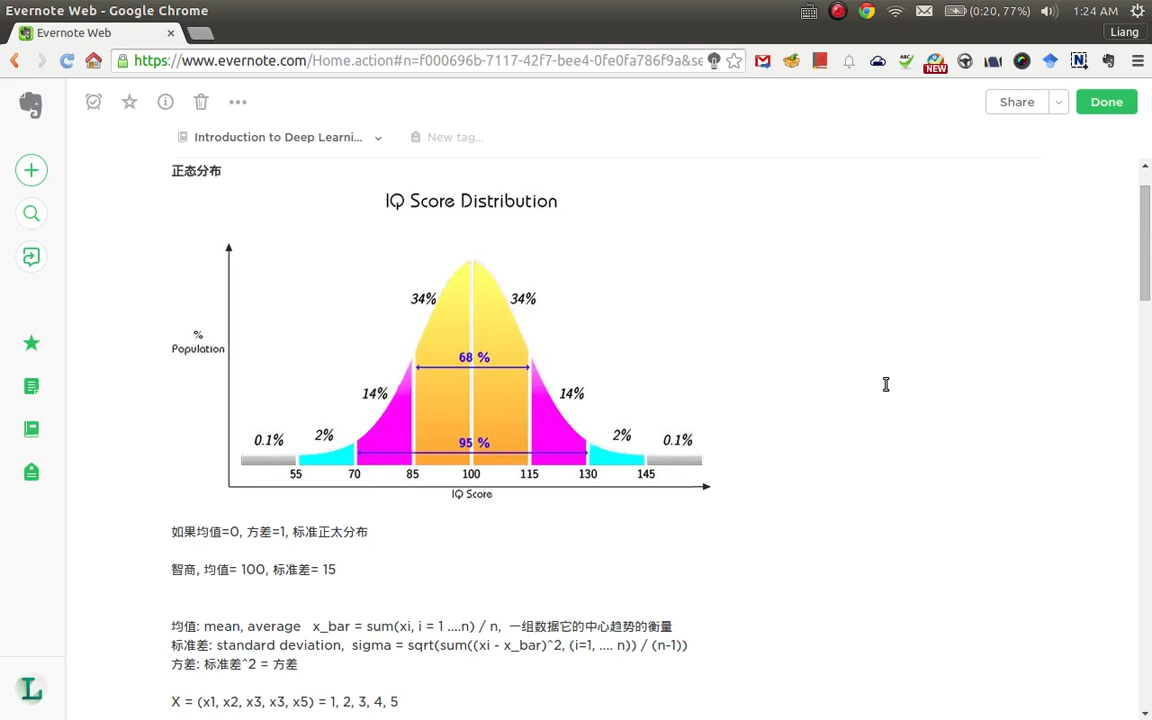 Evernote Web - Google Chrome
(0:20, 77%)
1:24 AM
Evernote Web
Liang
https://www.evernote.com/Home.action#n=f000696b-7117-42f7-bee4-0fe0fa786f9a&se
NEW
Share
Done
Introduction to Deep Learni...
New tag...
正态分布
IQ Score Distribution
34%
34%
%
Population
68 %
14%
14%
0.1%
2%
95 %
2%
0.1%
55
70
85
100
115
130
145
IQ Score
如果均值=0, 方差=1, 标准正太分布
智商, 均值= 100, 标准差= 15
均值: mean, average x_bar = sum(xi, i = 1 ....n) / n, 一组数据它的中心趋势的衡量
标准差: standard deviation, sigma = sqrt(sum((xi - x_bar)^2, (i=1, .... n)) / (n-1))
方差: 标准差^2 = 方差
X = (x1, x2, x3, x3, x5) = 1, 2, 3, 4, 5
L